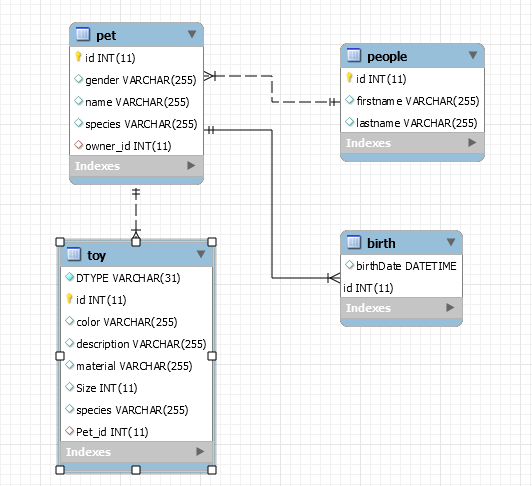 pet
id INT(11)
gender VARCHAR(255)
name VARCHAR(255)
species VARCHAR(255)
owner_id INT(11)
Indexes
people
id INT(11)
firstname VARCHAR(255)
lastname VARCHAR(255)
Indexes
toy
DTYPE VARCHAR(31)
id INT(11)
color VARCHAR(255)
description VARCHAR(255)
material VARCHAR(255)
Size INT(11)
species VARCHAR(255)
Pet_id INT(11)
Indexes
birth
birthDate DATETIME
id INT(11)
Indexes